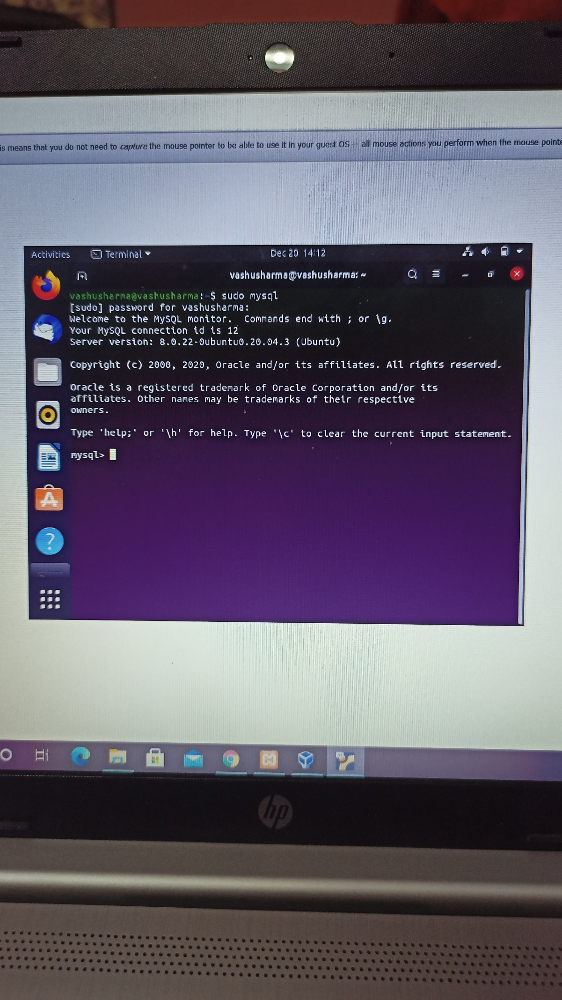 is means that you do not need to capture the mouse pointer to be able to use it in your guest OS -- all mouse actions you perform when the mouse pointe
Activities Terminal Dec 20 14:12
vashusharma@vashusharma: ~
vashusharma@vashusharma:~$ sudo mysql
[sudo] password for vashusharma:
Welcome to the MySQL monitor.  Commands end with ; or \g.
Your MySQL connection id is 12
Server version: 8.0.22-0ubuntu0.20.04.3 (Ubuntu)
Copyright (c) 2000, 2020, Oracle and/or its affiliates. All rights reserved.
Oracle is a registered trademark of Oracle Corporation and/or its
affiliates. Other names may be trademarks of their respective
owners.
Type 'help;' or '\h' for help. Type '\c' to clear the current input statement.
mysql>
hp